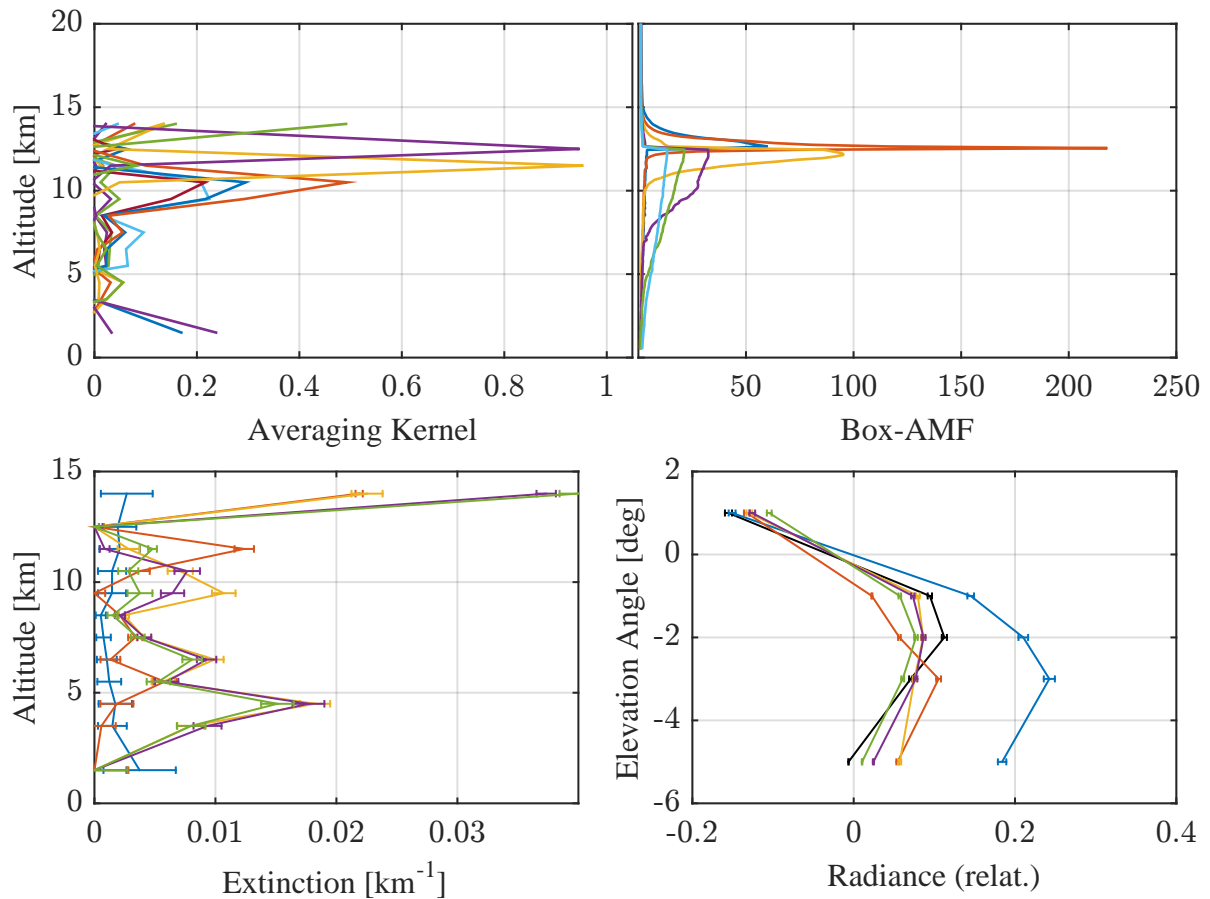 20
15
10
5
0
Altitude [km]
0 0.2 0.4 0.6 0.8 1
Averaging Kernel
50 100 150 200 250
Box-AMF
15
10
5
0
Altitude [km]
0 0.01 0.02 0.03
Extinction [km⁻¹]
2
0
-2
-4
-6
Elevation Angle [deg]
-0.2 0 0.2 0.4
Radiance (relat.)